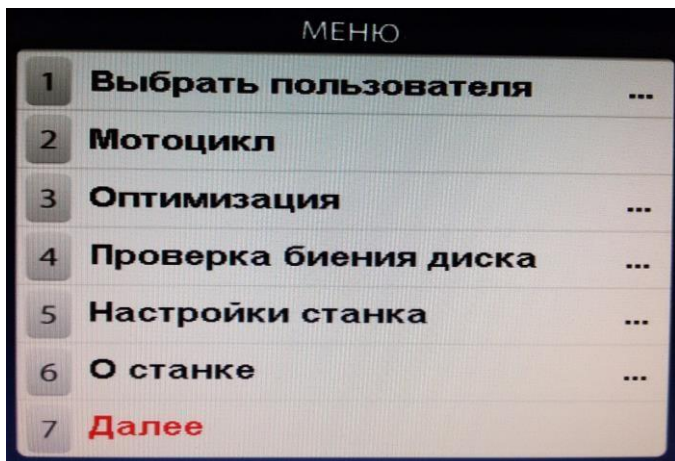 МЕНЮ
1 Выбрать пользователя ...
2 Мотоцикл
3 Оптимизация ...
4 Проверка биения диска ...
5 Настройки станка ...
6 О станке ...
7 Далее